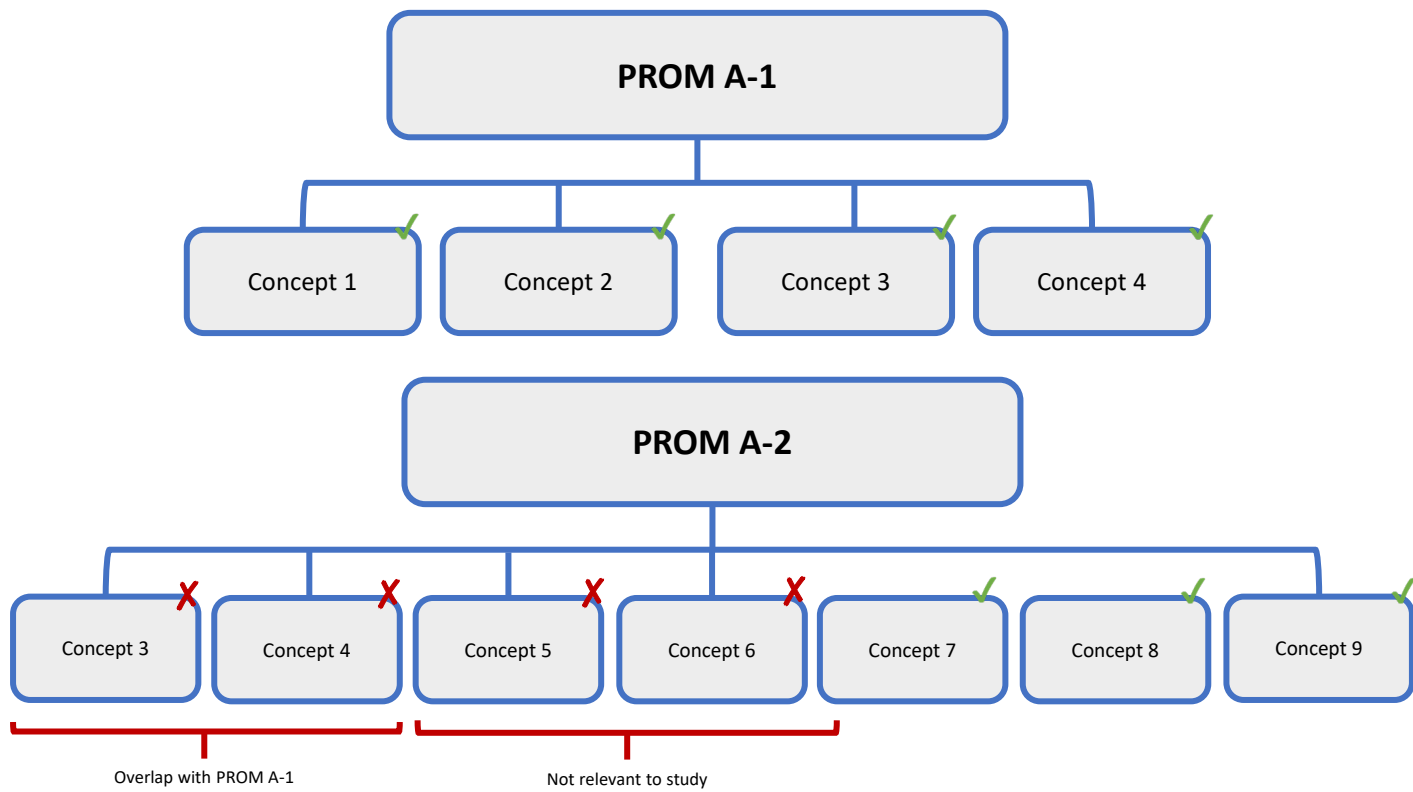 PROM A-1
Concept 1
Concept 2
Concept 3
Concept 4
PROM A-2
Concept 3
Concept 4
Concept 5
Concept 6
Concept 7
Concept 8
Concept 9
Overlap with PROM A-1
Not relevant to study